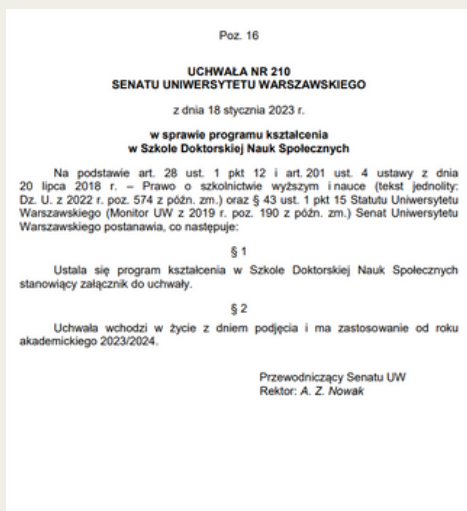 Poz. 16
UCHWAŁA NR 210
SENATU UNIWERSYTETU WARSZAWSKIEGO
z dnia 18 stycznia 2023 r.
w sprawie programu kształcenia
w Szkole Doktorskiej Nauk Społecznych
Na podstawie art. 28 ust. 1 pkt 12 i art. 201 ust. 4 ustawy z dnia
20 lipca 2018 r. – Prawo o szkolnictwie wyższym i nauce (tekst jednolity:
Dz. U. z 2022 r. poz. 574 z późn. zm.) oraz § 43 ust. 1 pkt 15 Statutu Uniwersytetu
Warszawskiego (Monitor UW z 2019 r. poz. 190 z późn. zm.) Senat Uniwersytetu
Warszawskiego postanawia, co następuje:
§ 1
Ustala się program kształcenia w Szkole Doktorskiej Nauk Społecznych
stanowiący załącznik do uchwały.
§ 2
Uchwała wchodzi w życie z dniem podjęcia i ma zastosowanie od roku
akademickiego 2023/2024.
Przewodniczący Senatu UW
Rektor: A. Z. Nowak